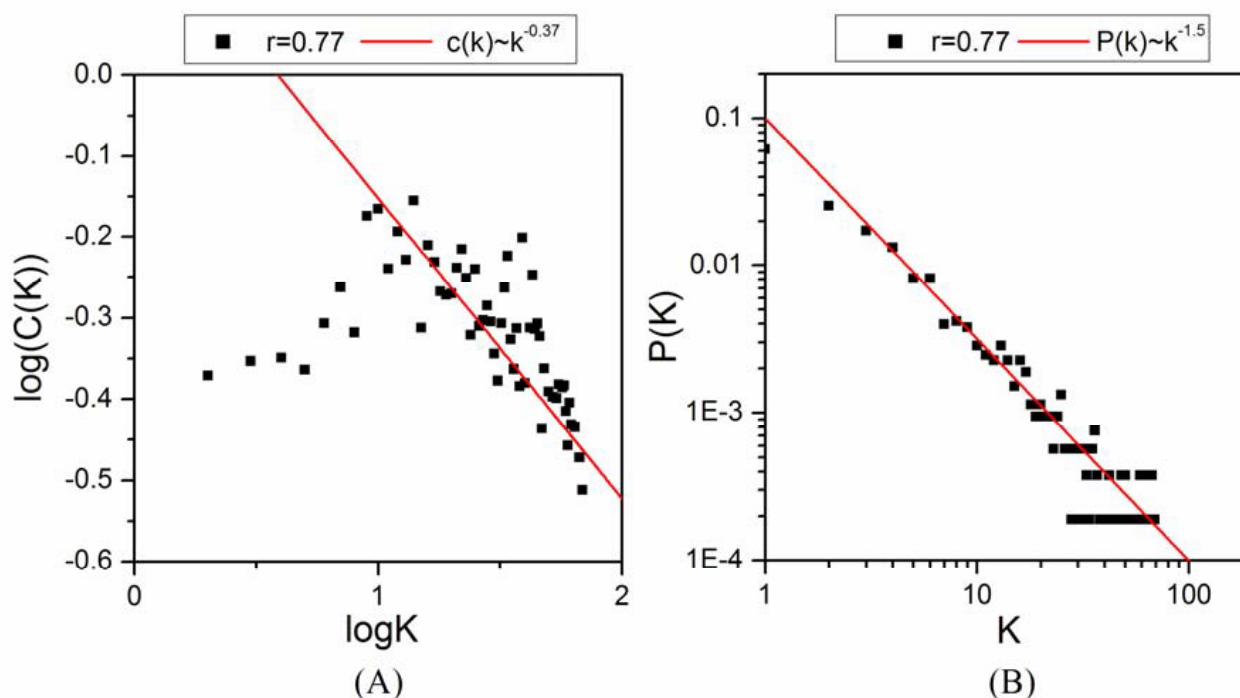 r=0.77 c(k)~k^-0.37
0.0
-0.1
-0.2
-0.3
-0.4
-0.5
-0.6
log(C(K))
0 1 2
logK
(A)
r=0.77 P(k)~k^-1.5
0.1
0.01
1E-3
1E-4
P(K)
1 10 100
K
(B)